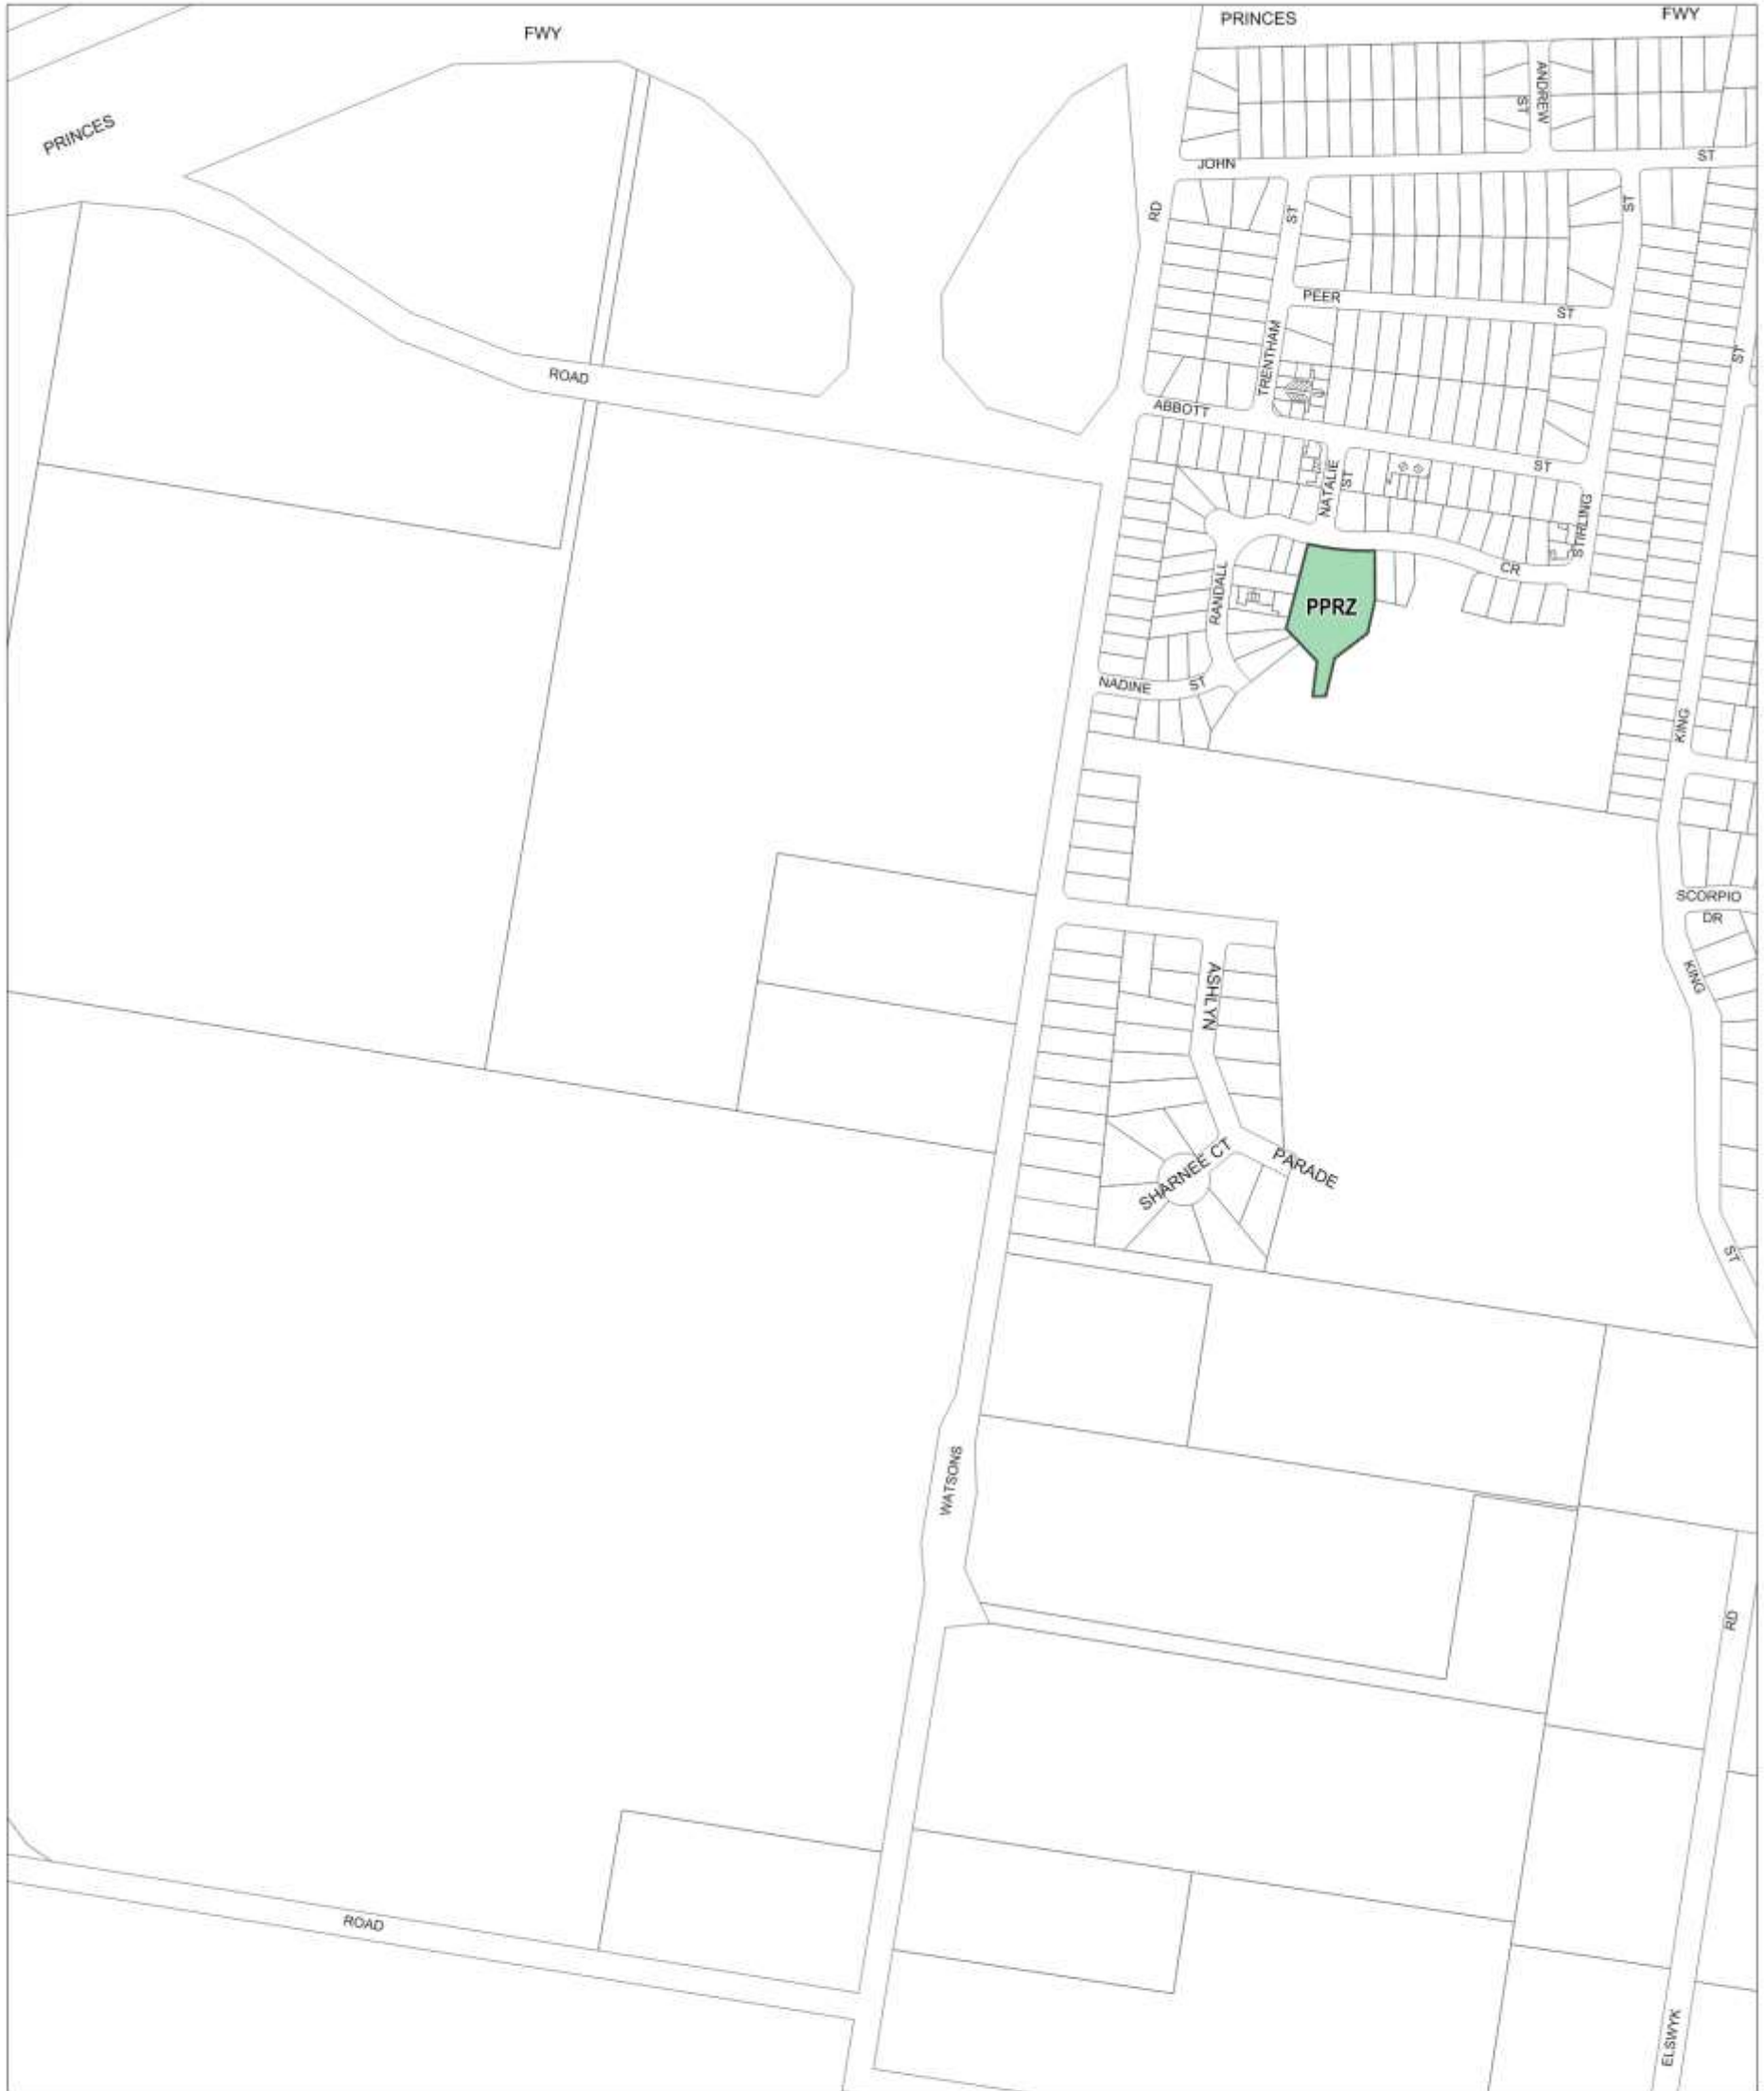 PRINCES
FWY
FWY
PRINCES
ANDREW
ST
JOHN
ST
RD
ST
ST
PEER
ST
TRENTHAM
ST
ROAD
ABBOTT
ST
NATALIE
ST
STIRLING
CR
RANDALL
PPRZ
NADINE
ST
KING
SCORPIO
DR
KING
ASHLYN
SHARNEE CT
PARADE
ST
WATSONS
RD
ROAD
ELSWYK